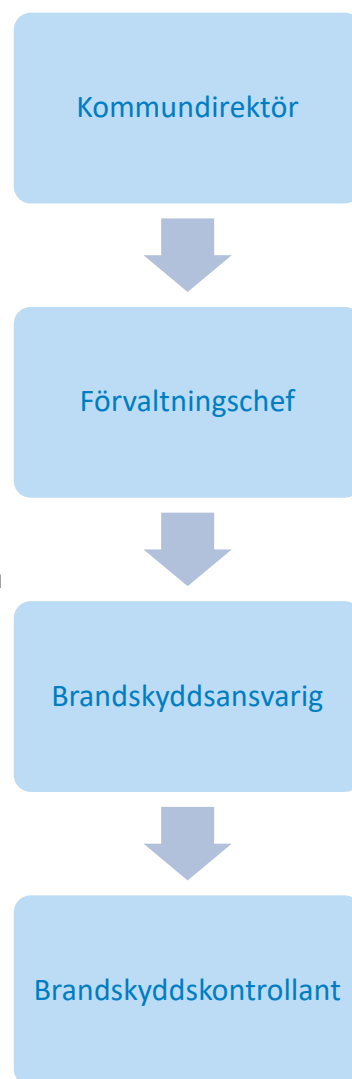 Kommundirektör
Förvaltningschef
Brandskyddsansvarig
Brandskyddskontrollant